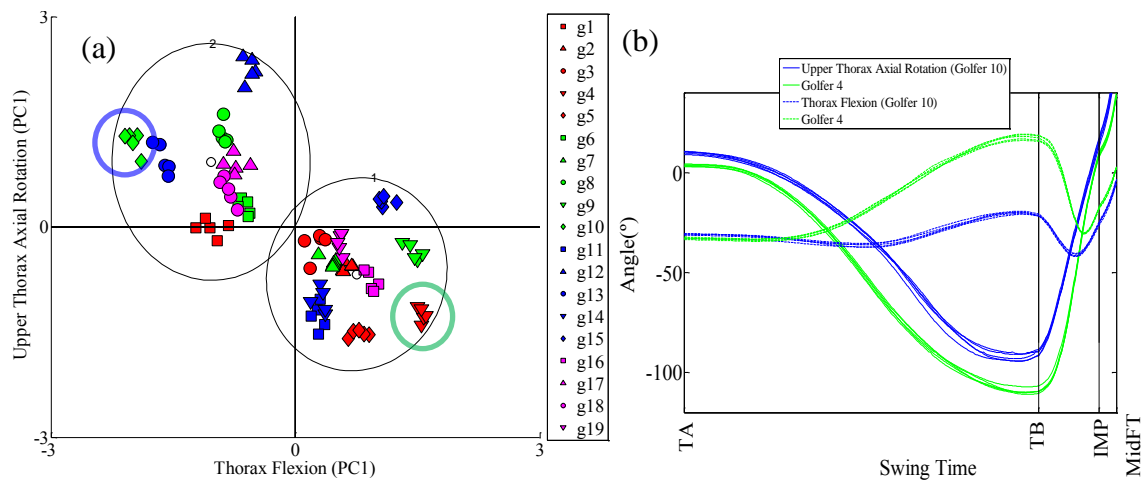 (a)
3
2
1
0
-3
0
3
Upper Thorax Axial Rotation (PC1)
Thorax Flexion (PC1)
g1
g2
g3
g4
g5
g6
g7
g8
g9
g10
g11
g12
g13
g14
g15
g16
g17
g18
g19
(b)
Upper Thorax Axial Rotation (Golfer 10)
Golfer 4
Thorax Flexion (Golfer 10)
Golfer 4
0
-50
-100
Angle(º)
TA
TB
IMP
MidFT
Swing Time